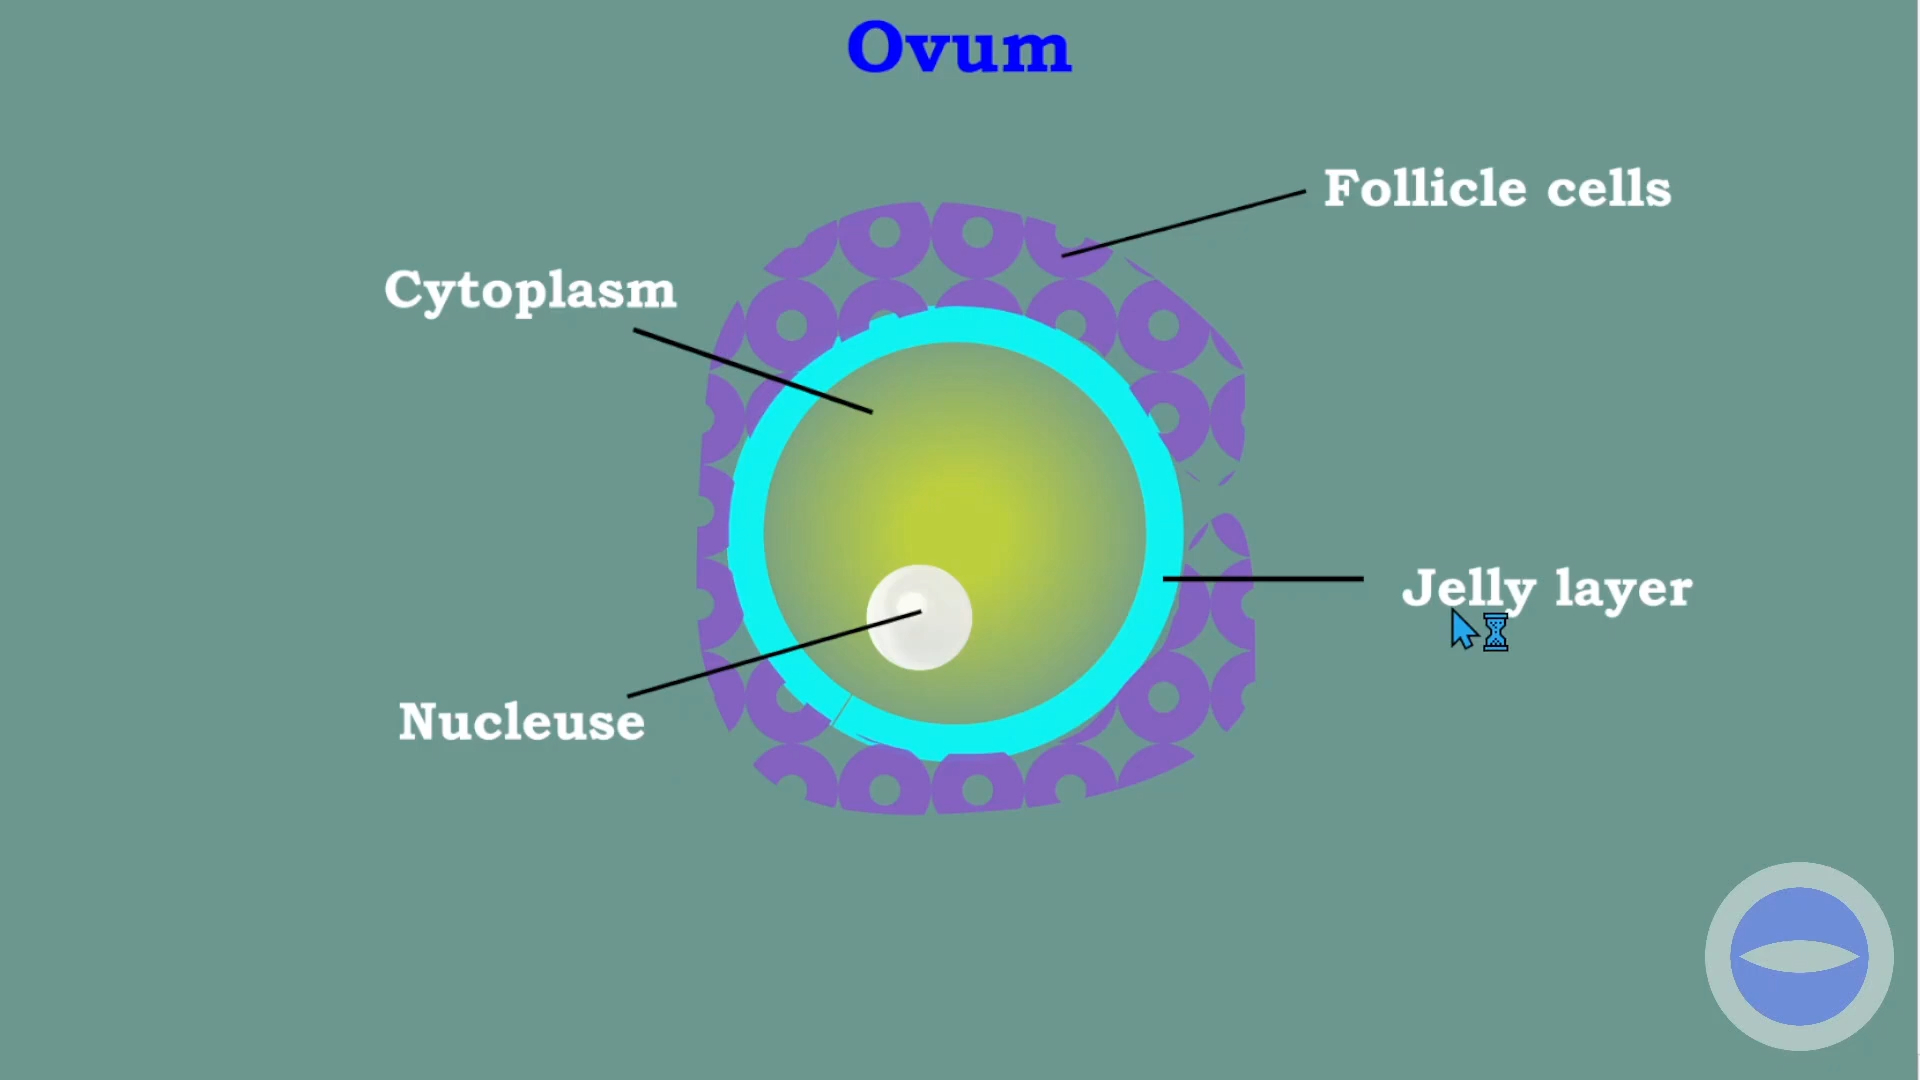 Ovum
Follicle cells
Cytoplasm
Jelly layer
Nucleuse